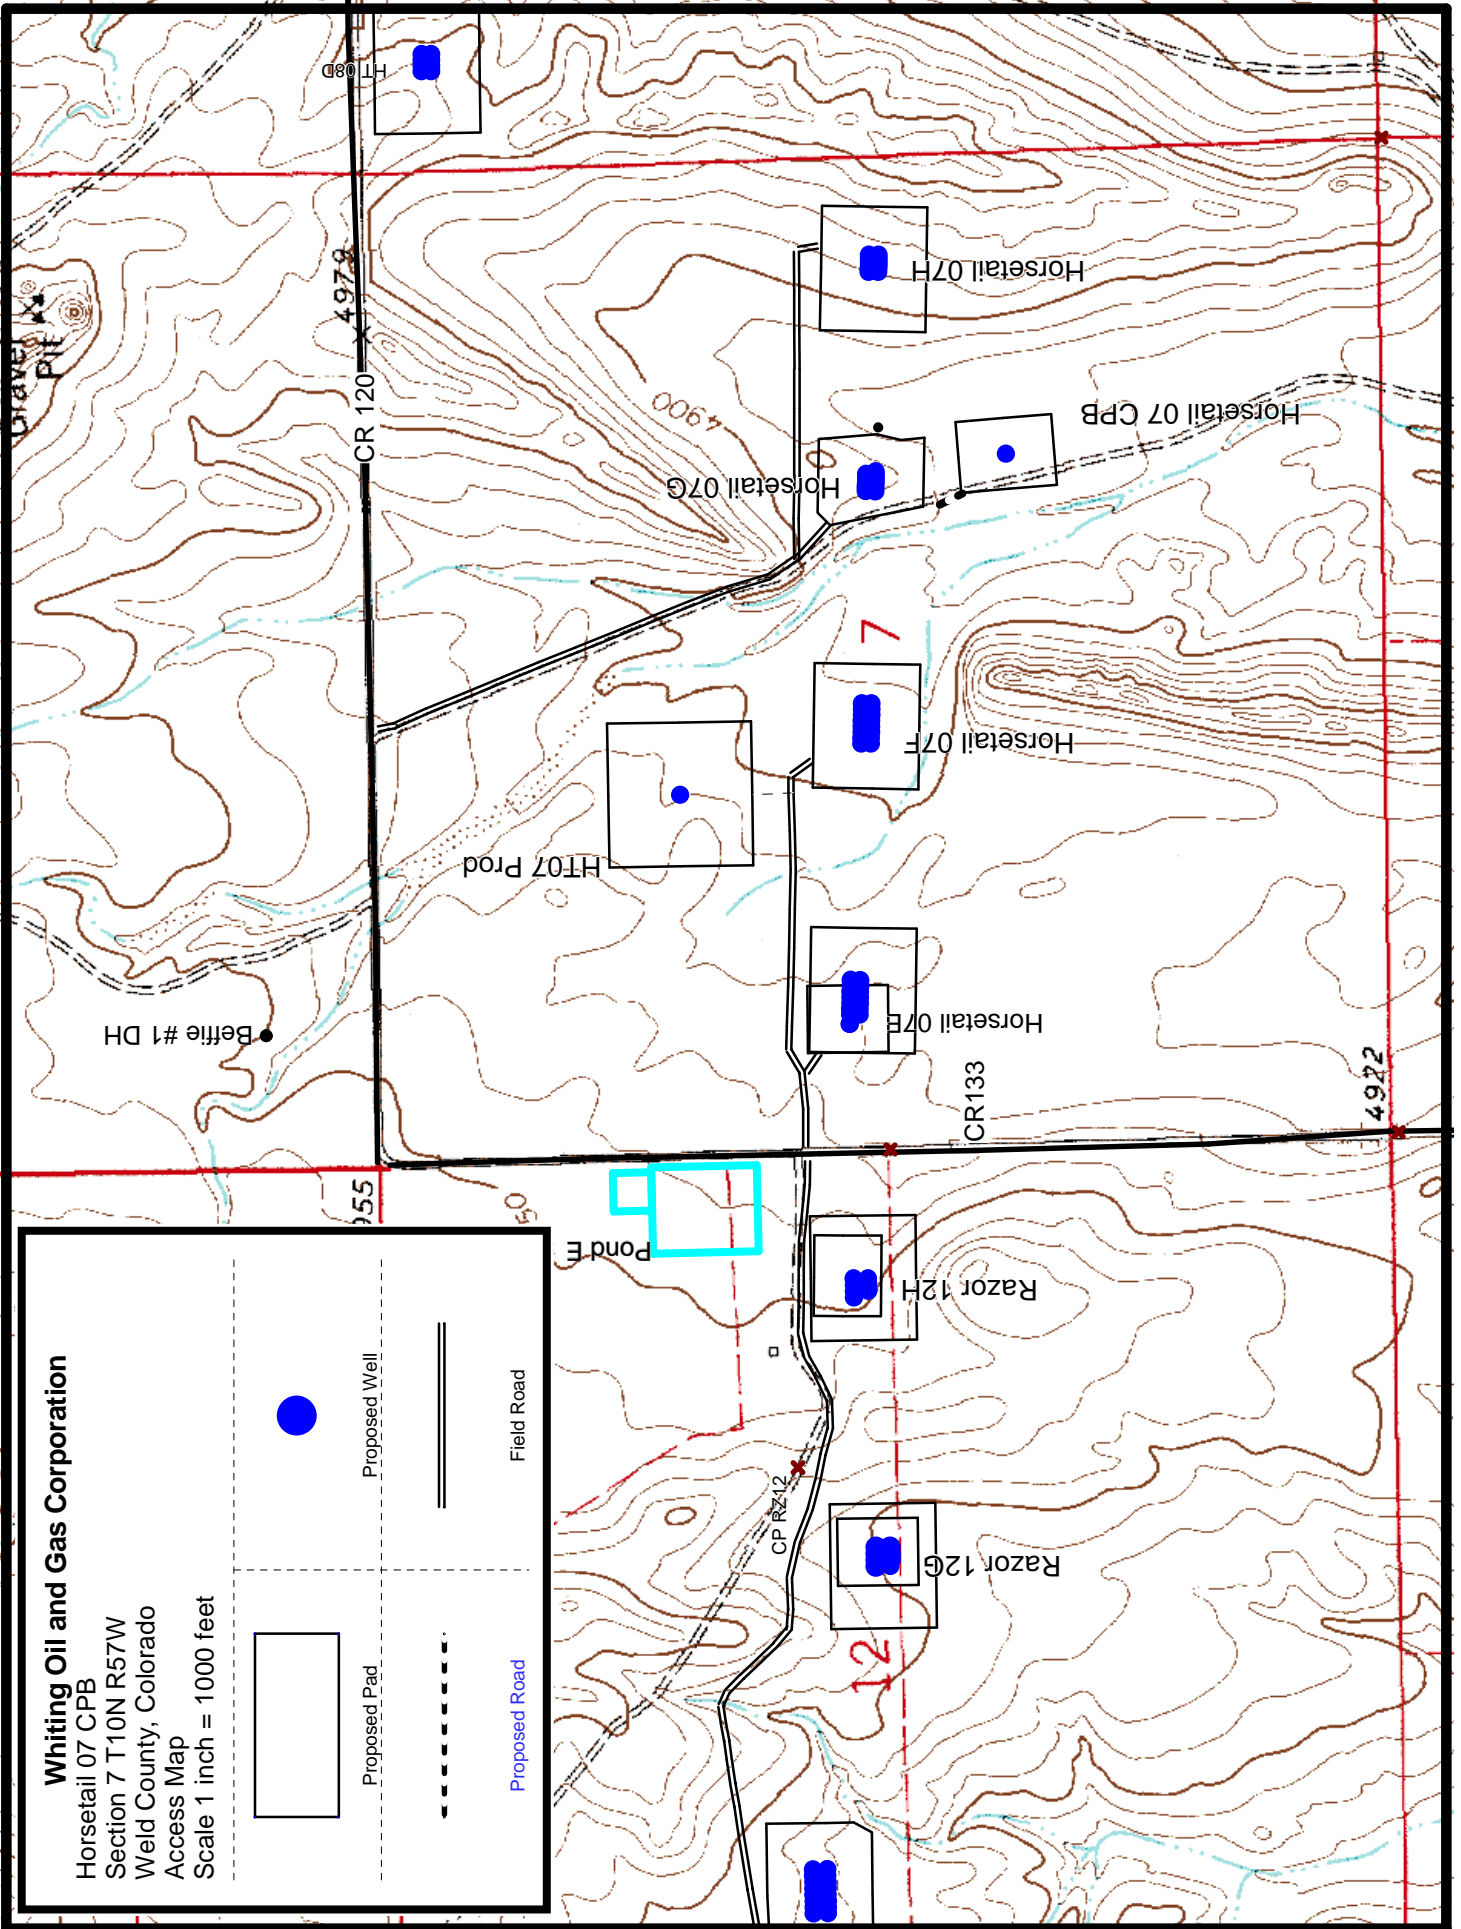 Whiting Oil and Gas Corporation
Horsetail 07 CPB
Section 7 T10N R57W
Weld County, Colorado
Access Map
Scale 1 inch = 1000 feet
Proposed Pad
Proposed Well
Proposed Road
Field Road
HT 08D
Gravel
Pit
4979
CR 120
4900
Horsetail 07H
Horsetail 07 CPB
Horsetail 07G
7
Horsetail 07F
HT07 Prod
Horsetail 07E
Beffie #1 DH
CR133
4922
955
50
Pond E
Razor 12H
CP RZ12
Razor 12G
12